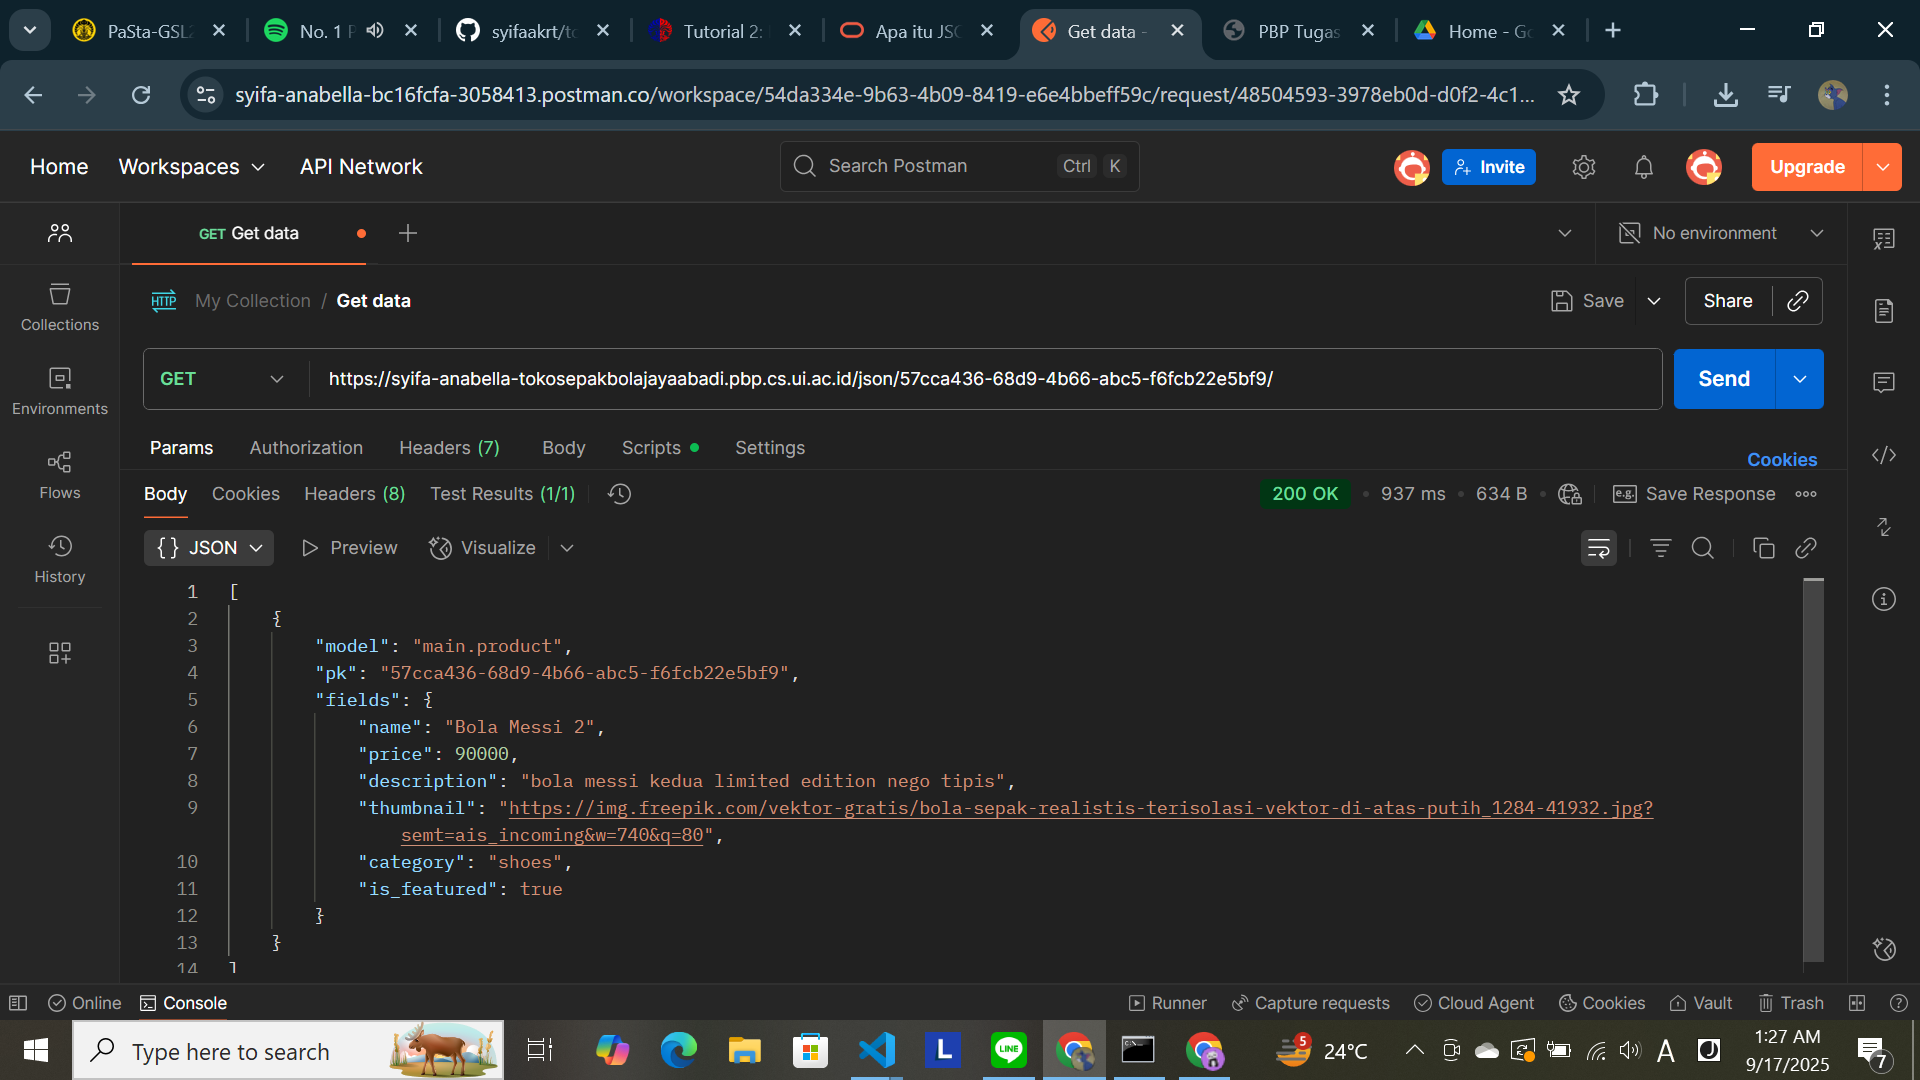 PaSta-GSL
No. 1 P
syifaakrt/to
Tutorial 2:
Apa itu JSO
Get data -
PBP Tugas
Home - Go
syifa-anabella-bc16fcfa-3058413.postman.co/workspace/54da334e-9b63-4b09-8419-e6e4bbeff59c/request/48504593-3978eb0d-d0f2-4c1...
Home
Workspaces
API Network
Search Postman
Ctrl K
Invite
Upgrade
GET Get data
No environment
HTTP
My Collection / Get data
Save
Share
Collections
GET
https://syifa-anabella-tokosepakbolajayaabadi.pbp.cs.ui.ac.id/json/57cca436-68d9-4b66-abc5-f6fcb22e5bf9/
Send
Environments
Params
Authorization
Headers (7)
Body
Scripts
Settings
Cookies
Flows
Body
Cookies
Headers (8)
Test Results (1/1)
200 OK
937 ms
634 B
e.g.
Save Response
{} JSON
Preview
Visualize
History
1 [
2 {
3 "model": "main.product",
4 "pk": "57cca436-68d9-4b66-abc5-f6fcb22e5bf9",
5 "fields": {
6 "name": "Bola Messi 2",
7 "price": 90000,
8 "description": "bola messi kedua limited edition nego tipis",
9 "thumbnail": "https://img.freepik.com/vektor-gratis/bola-sepak-realistis-terisolasi-vektor-di-atas-putih_1284-41932.jpg?
semt=ais_incoming&w=740&q=80",
10 "category": "shoes",
11 "is_featured": true
12 }
13 }
14 ]
Online
Console
Runner
Capture requests
Cloud Agent
Cookies
Vault
Trash
Type here to search
L
LINE
5
24°C
A
J
1:27 AM
9/17/2025
7